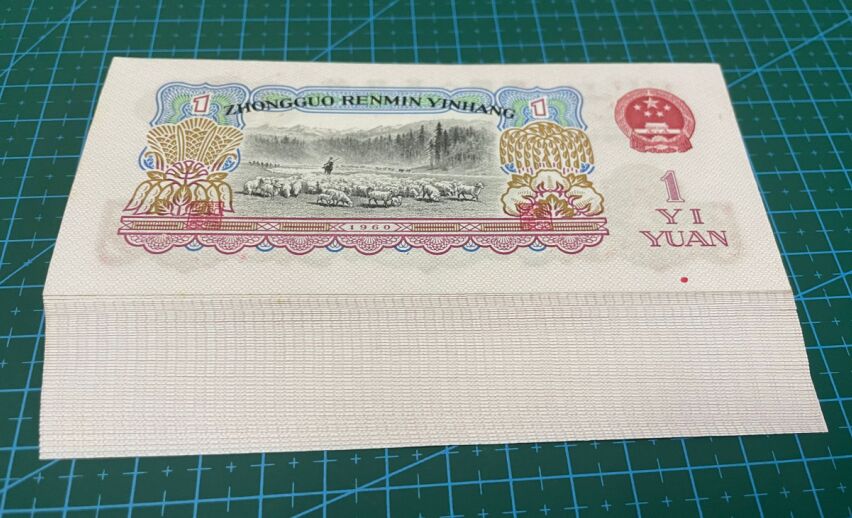 1 ZHONGGUO RENMIN YINHANG 1
1960
1
YI
YUAN